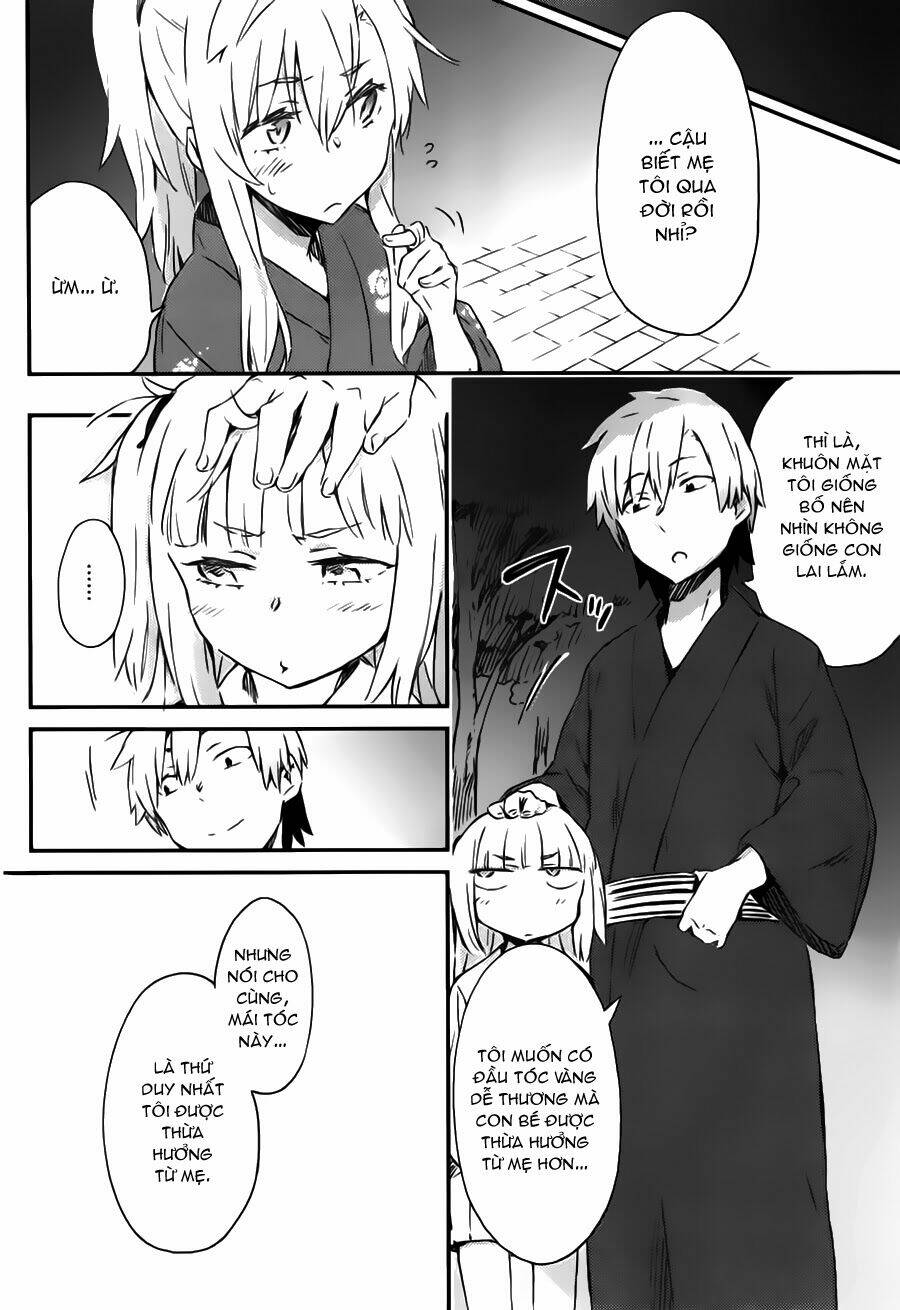 ... CẬU
BIẾT MẸ
TÔI QUA
ĐỜI RỒI
NHỈ?
ỪM... Ừ.
THÌ LÀ,
KHUÔN MẶT
TÔI GIỐNG
BỐ NÊN
NHÌN KHÔNG
GIỐNG CON
LAI LẮM.
スッ
TÔI MUỐN CÓ
ĐẦU TÓC VÀNG
DỄ THƯƠNG MÀ
CON BÉ ĐƯỢC
THỪA HƯỞNG
TỪ MẸ HƠN...
........
NHƯNG
NÓI CHO
CÙNG,
MÁI TÓC
NÀY...
LÀ THỨ
DUY NHẤT
TÔI ĐƯỢC
THỪA
HƯỞNG
TỪ MẸ.